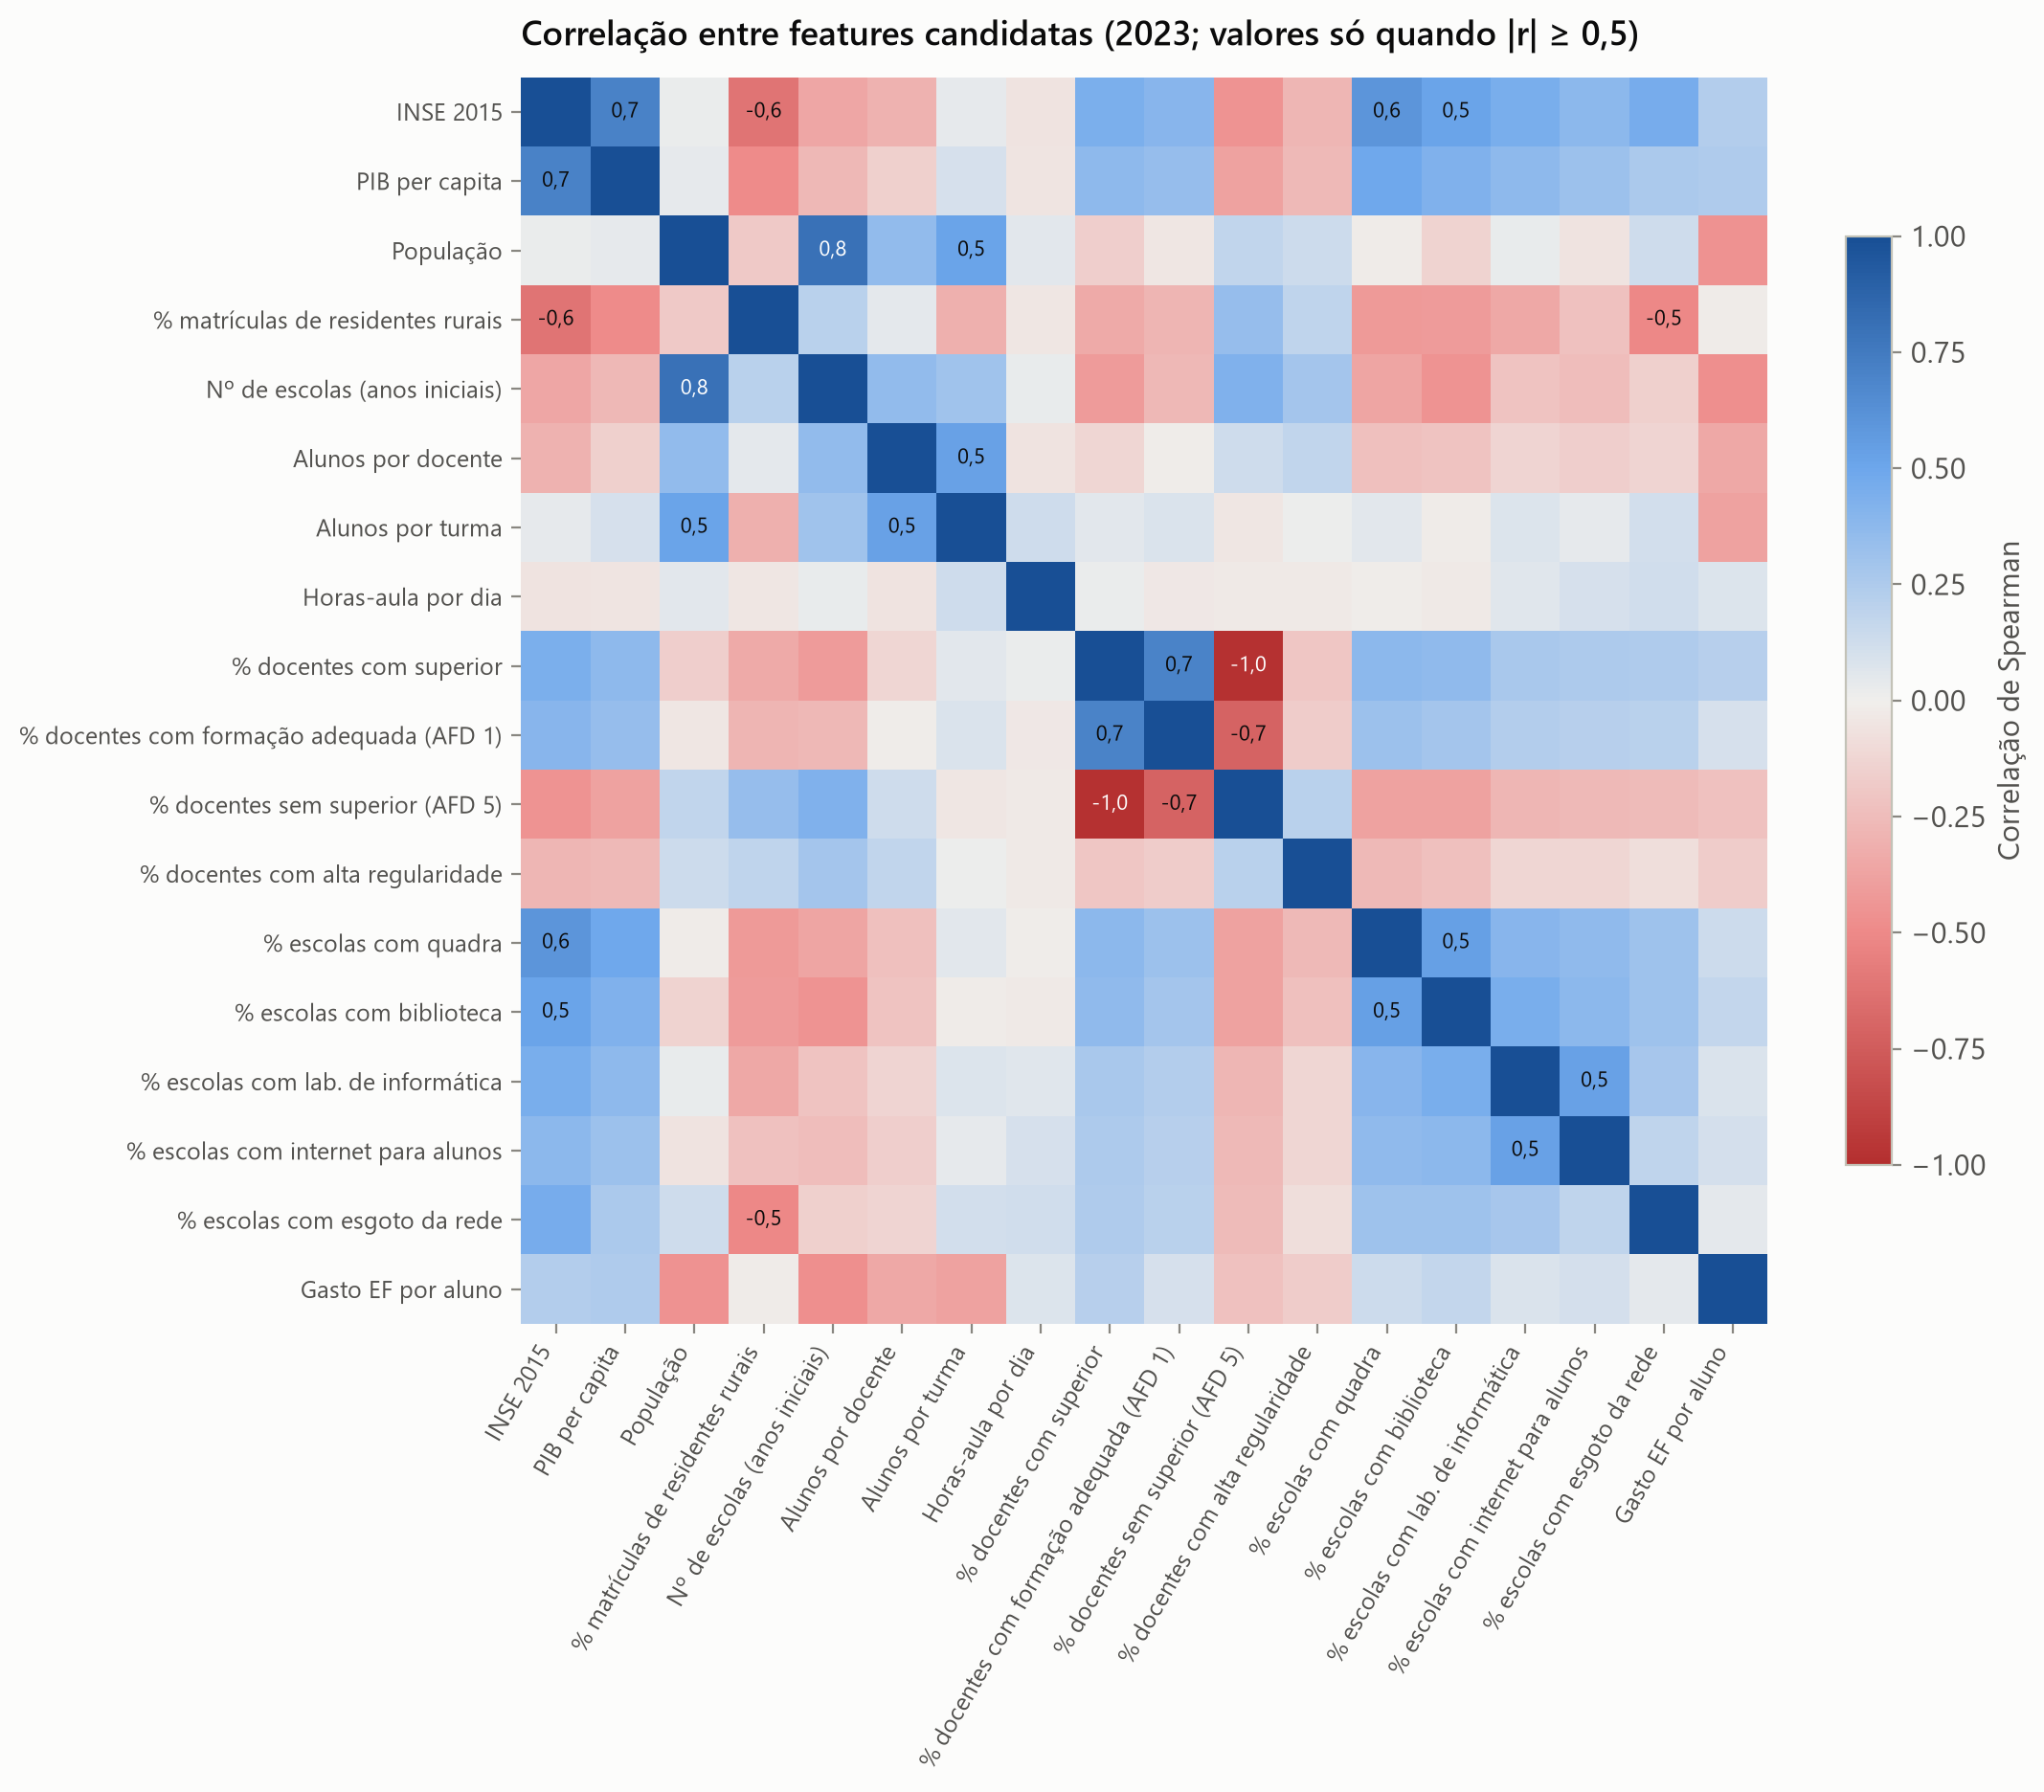 Correlação entre features candidatas (2023; valores só quando |r| ≥ 0,5)
INSE 2015
0,7
-0,6
0,6
0,5
PIB per capita
0,7
População
0,8
0,5
% matrículas de residentes rurais
-0,6
-0,5
Nº de escolas (anos iniciais)
0,8
Alunos por docente
0,5
Alunos por turma
0,5
0,5
Horas-aula por dia
% docentes com superior
0,7
-1,0
% docentes com formação adequada (AFD 1)
0,7
-0,7
% docentes sem superior (AFD 5)
-1,0
-0,7
% docentes com alta regularidade
% escolas com quadra
0,6
0,5
% escolas com biblioteca
0,5
0,5
% escolas com lab. de informática
0,5
% escolas com internet para alunos
0,5
% escolas com esgoto da rede
-0,5
Gasto EF por aluno
INSE 2015
PIB per capita
População
% matrículas de residentes rurais
Nº de escolas (anos iniciais)
Alunos por docente
Alunos por turma
Horas-aula por dia
% docentes com superior
% docentes com formação adequada (AFD 1)
% docentes sem superior (AFD 5)
% docentes com alta regularidade
% escolas com quadra
% escolas com biblioteca
% escolas com lab. de informática
% escolas com internet para alunos
% escolas com esgoto da rede
Gasto EF por aluno
1.00
0.75
0.50
0.25
0.00
−0.25
−0.50
−0.75
−1.00
Correlação de Spearman